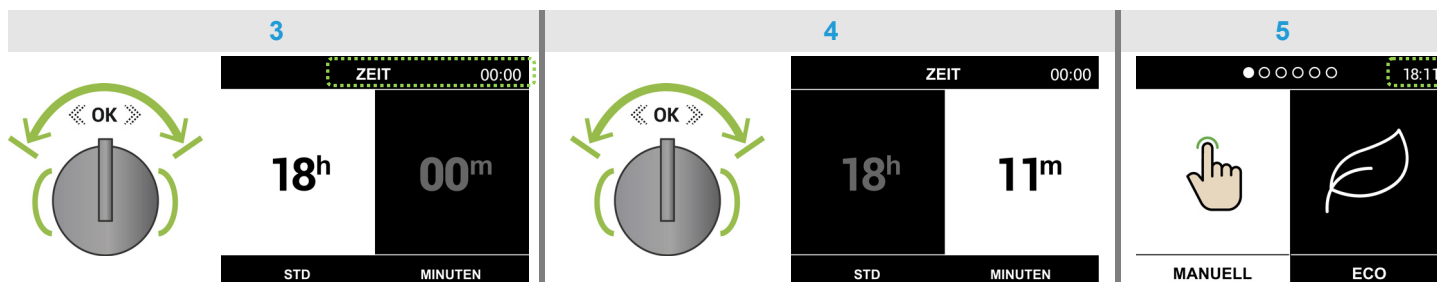 3
ZEIT 00:00
OK
18h 00m
STD MINUTEN
4
ZEIT 00:00
OK
18h 11m
STD MINUTEN
5
18:11
MANUELL ECO